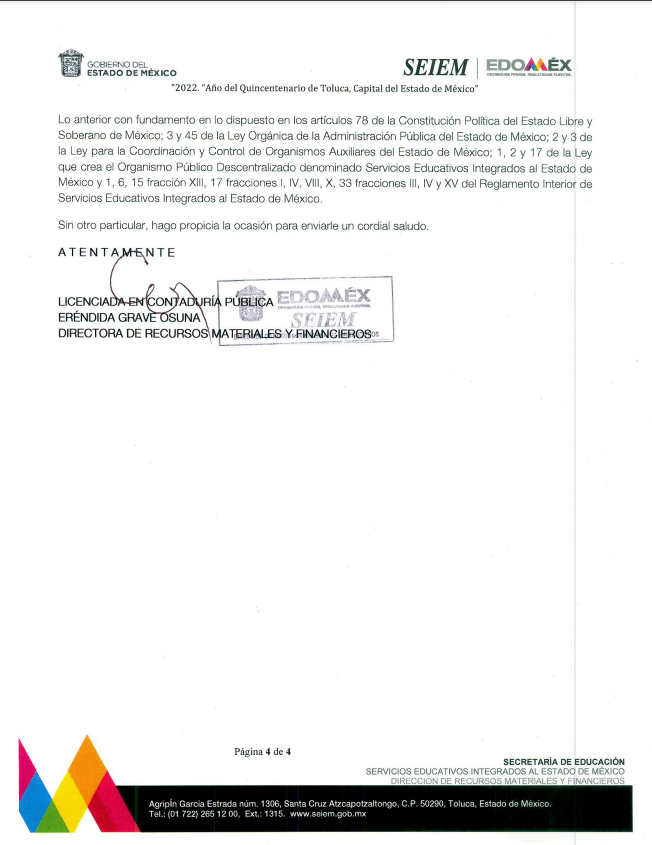 GOBIERNO DEL
ESTADO DE MÉXICO
SEIEM
EDOMÉX
DECISIONES FIRMES, RESULTADOS FUERTES.
"2022. "Año del Quincentenario de Toluca, Capital del Estado de México"
Lo anterior con fundamento en lo dispuesto en los artículos 78 de la Constitución Política del Estado Libre y
Soberano de México; 3 y 45 de la Ley Orgánica de la Administración Pública del Estado de México; 2 y 3 de
la Ley para la Coordinación y Control de Organismos Auxiliares del Estado de México; 1, 2 y 17 de la Ley
que crea el Organismo Público Descentralizado denominado Servicios Educativos Integrados al Estado de
México y 1, 6, 15 fracción XIII, 17 fracciones I, IV, VIII, X, 33 fracciones III, IV y XV del Reglamento Interior de
Servicios Educativos Integrados al Estado de México.
Sin otro particular, hago propicia la ocasión para enviarle un cordial saludo.
A T E N T A M E N T E
LICENCIADA EN CONTADURÍA PÚBLICA
ERÉNDIDA GRAVE OSUNA
DIRECTORA DE RECURSOS MATERIALES Y FINANCIEROS
EDOMÉX
SEIEM
Página 4 de 4
SECRETARÍA DE EDUCACIÓN
SERVICIOS EDUCATIVOS INTEGRADOS AL ESTADO DE MÉXICO
DIRECCION DE RECURSOS MATERIALES Y FINANCIEROS
Agripín García Estrada núm. 1306, Santa Cruz Atzcapotzaltongo, C.P. 50290, Toluca, Estado de México.
Tel.: (01 722) 265 12 00, Ext.: 1315. www.seiem.gob.mx